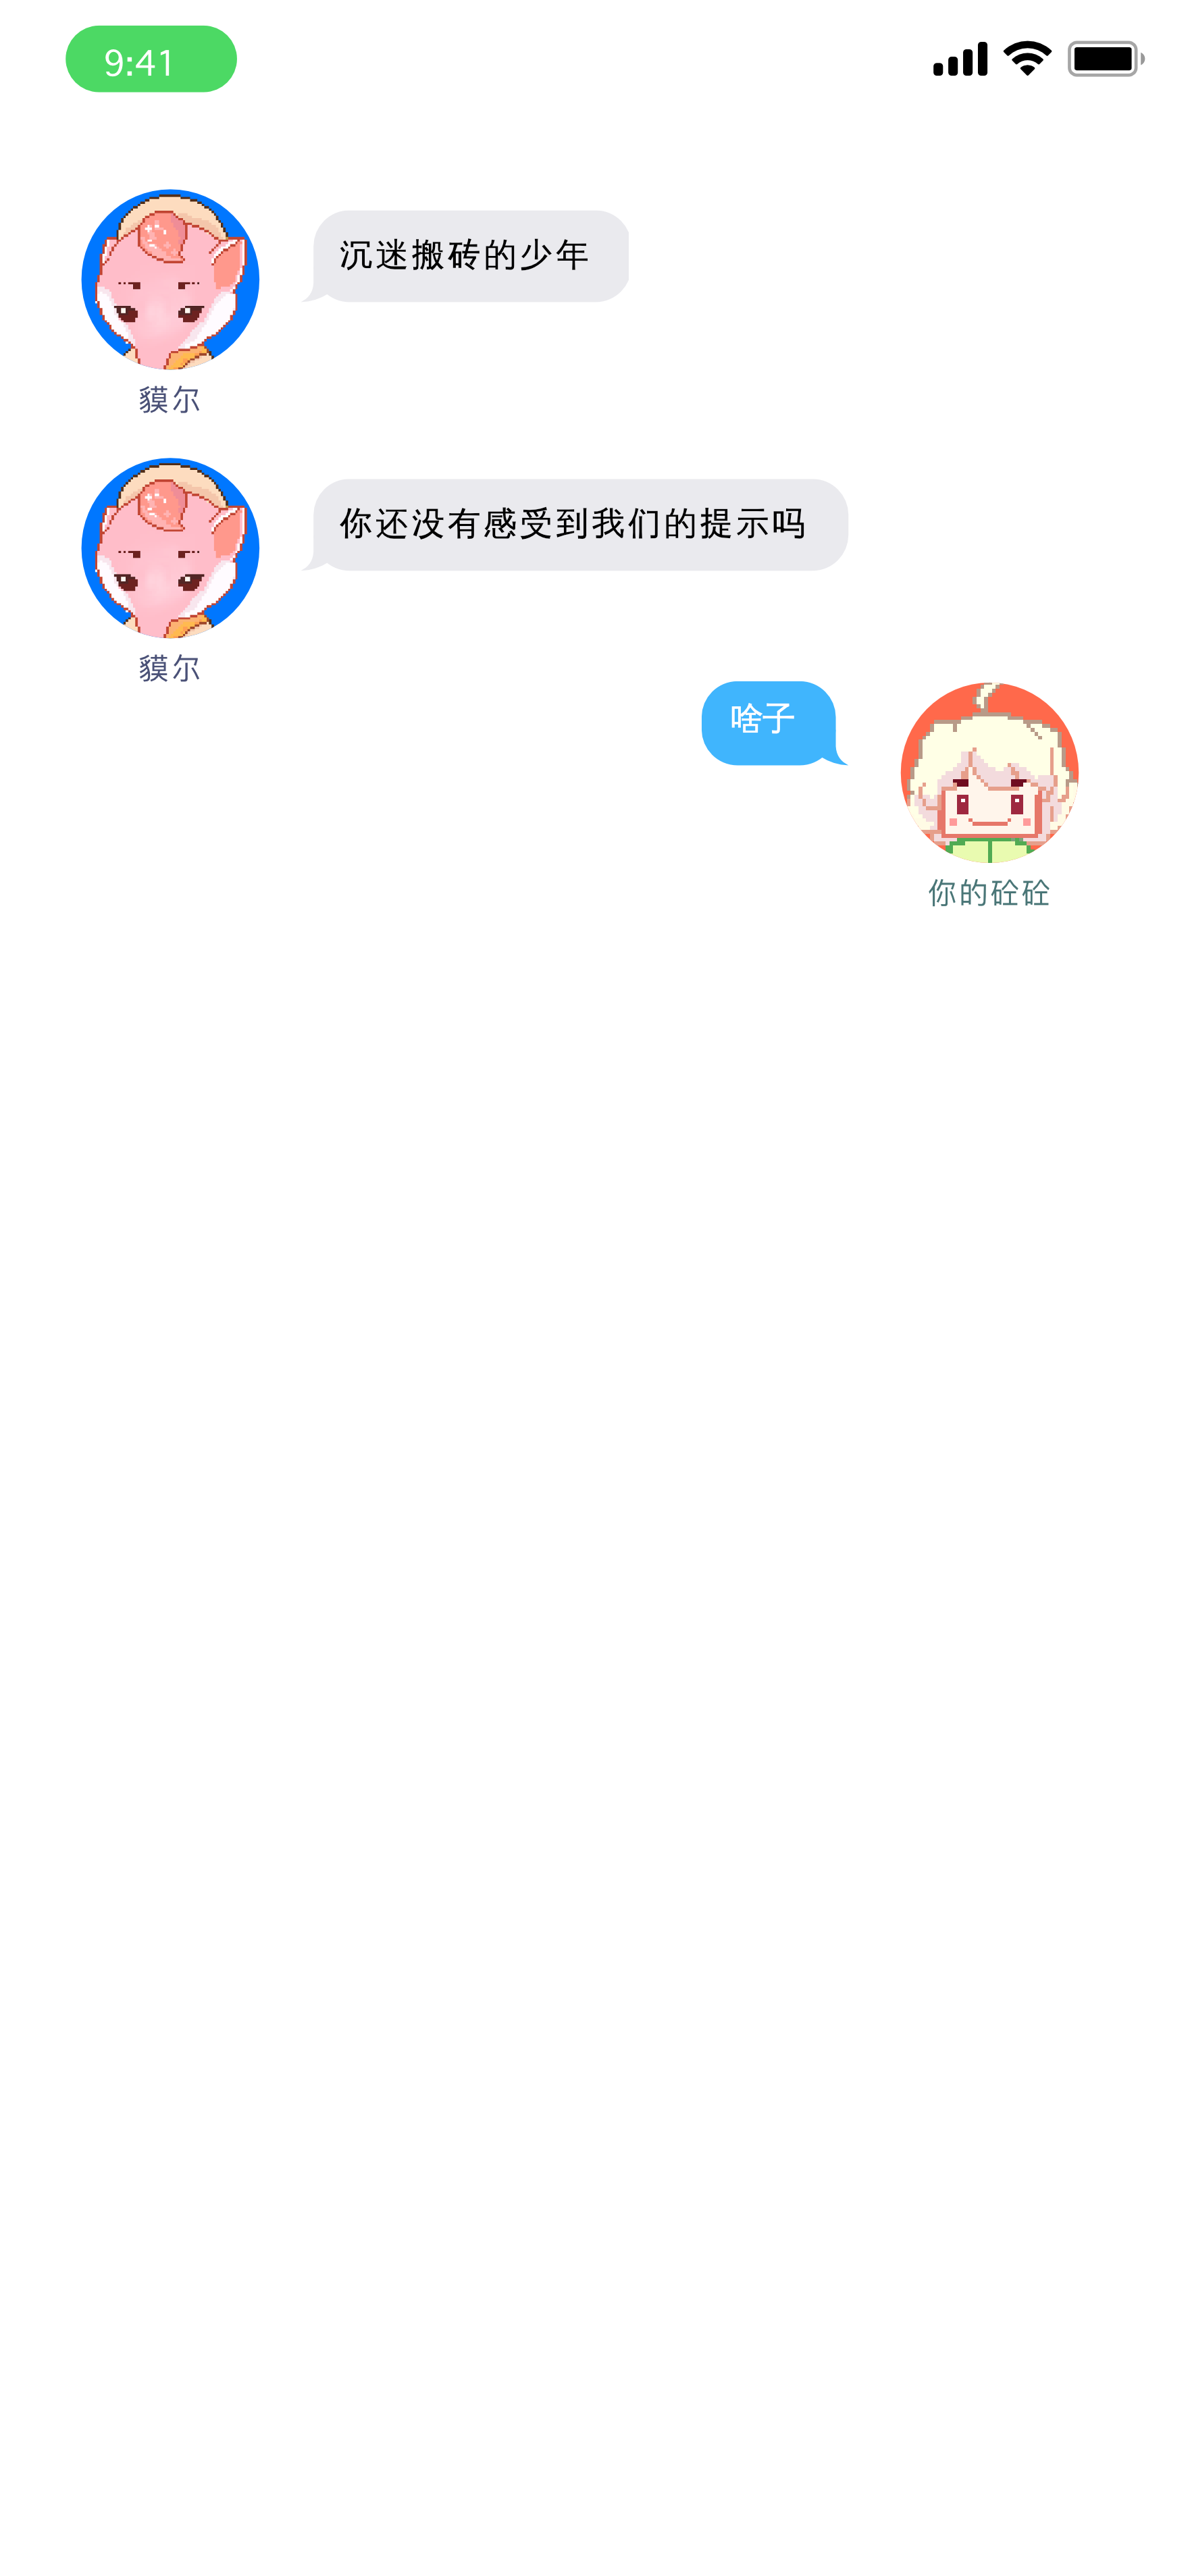 9:41
沉迷搬砖的少年
貘尔
你还没有感受到我们的提示吗
貘尔
啥子
你的砼砼